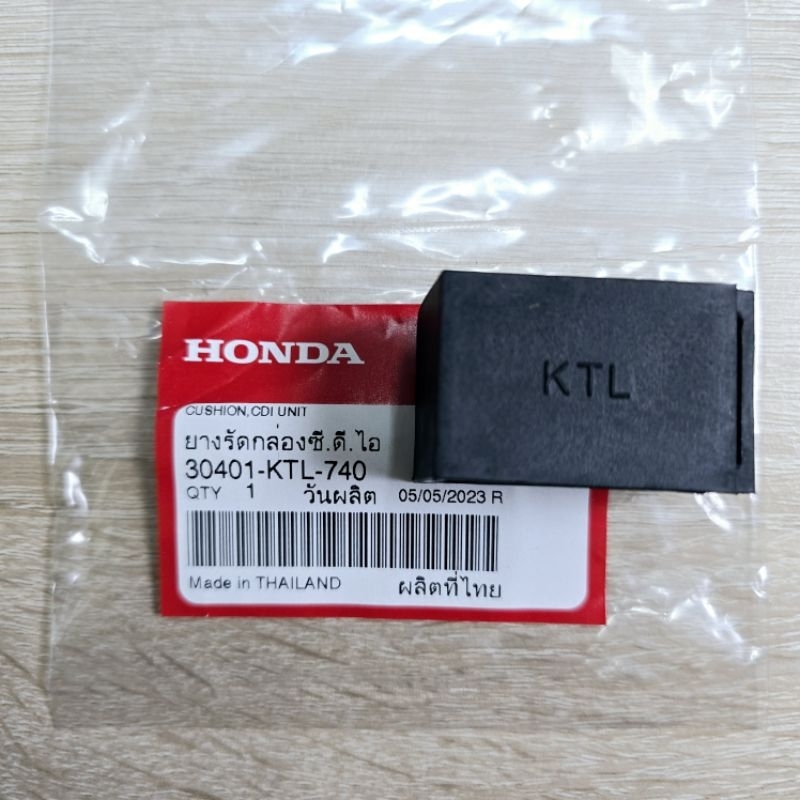 HONDA
CUSHION, CDI UNIT
ยางรัดกล่องซี.ดี.ไอ
30401-KTL-740
QTY 1 วันผลิต 05/05/2023 R
Made in THAILAND ผลิตที่ไทย
KTL